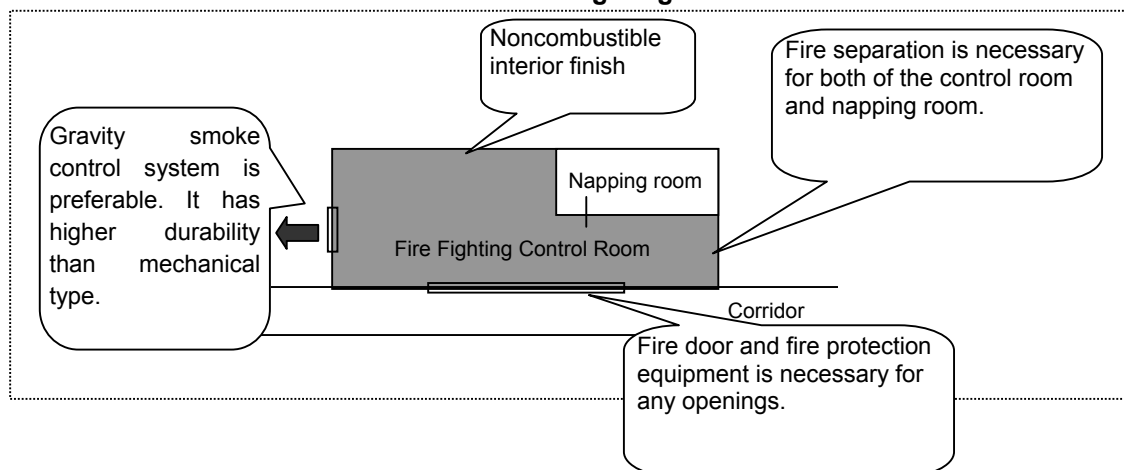 Noncombustible
interior finish
Fire separation is necessary
for both of the control room
and napping room.
Gravity smoke
control system is
preferable. It has
higher durability
than mechanical
type.
Napping room
Fire Fighting Control Room
Corridor
Fire door and fire protection
equipment is necessary for
any openings.